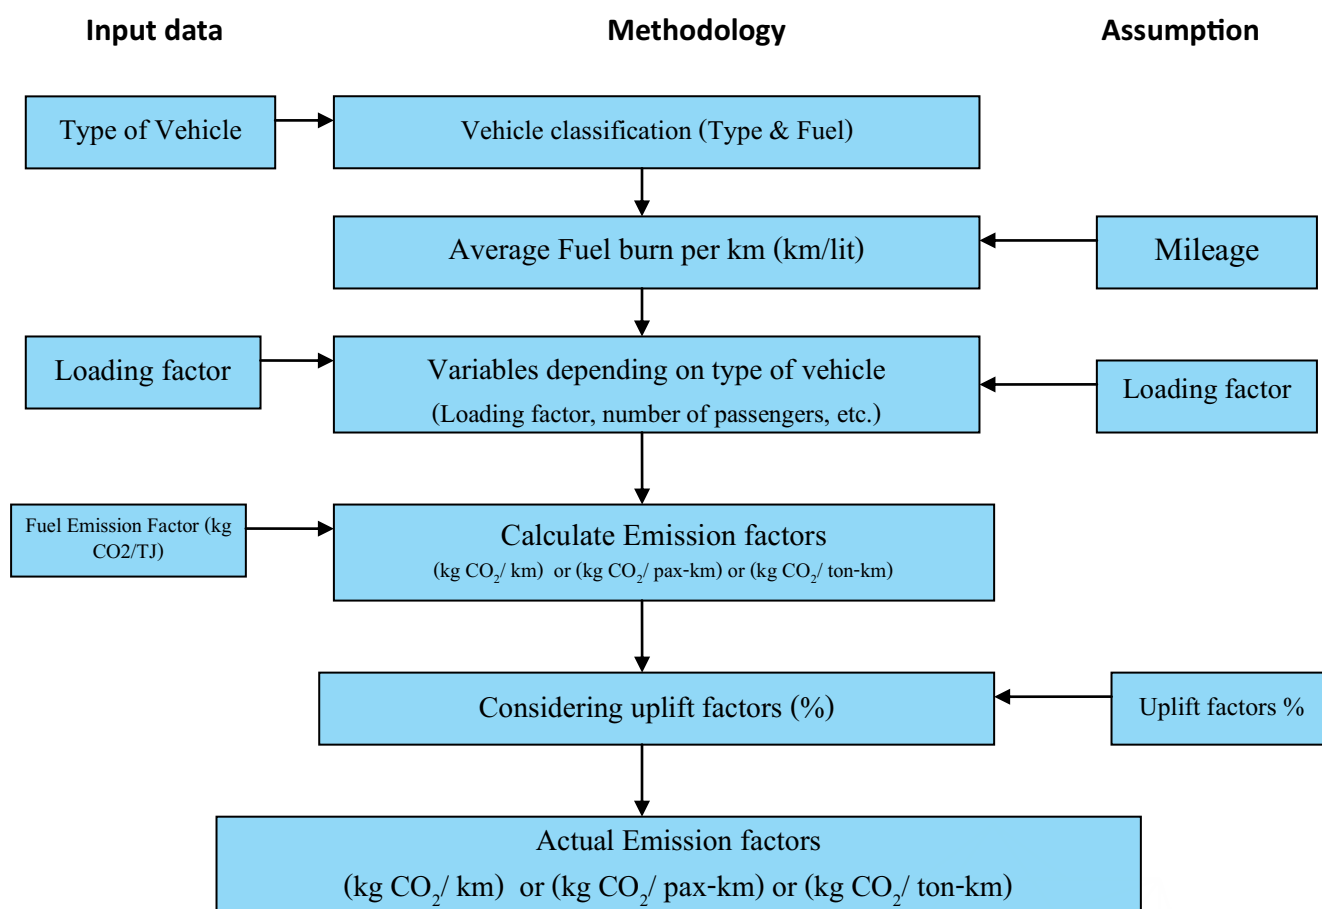 Input data
Methodology
Assumption
Type of Vehicle
Vehicle classification (Type & Fuel)
Average Fuel burn per km (km/lit)
Mileage
Loading factor
Variables depending on type of vehicle
(Loading factor, number of passengers, etc.)
Loading factor
Fuel Emission Factor (kg
CO2/TJ)
Calculate Emission factors
(kg CO₂/ km)  or (kg CO₂/ pax-km) or (kg CO₂/ ton-km)
Considering uplift factors (%)
Uplift factors %
Actual Emission factors
(kg CO₂/ km)  or (kg CO₂/ pax-km) or (kg CO₂/ ton-km)